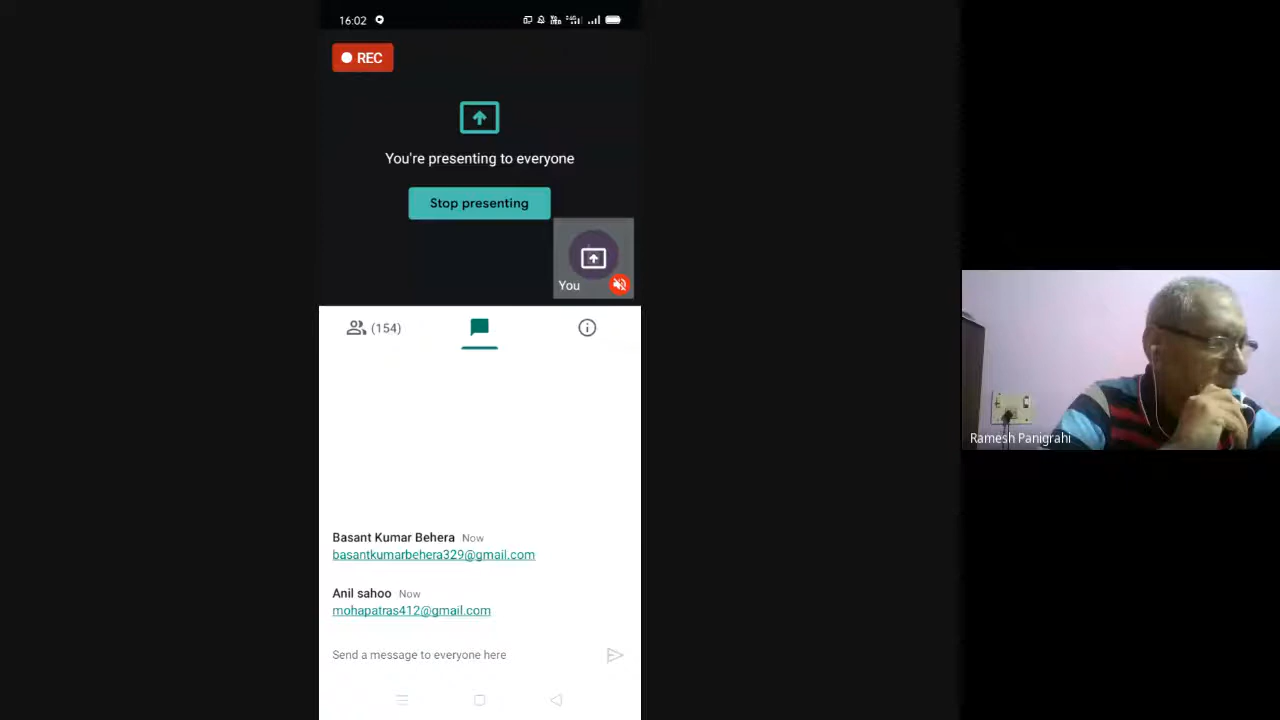 16:02
REC
You're presenting to everyone
Stop presenting
You
(154)
Basant Kumar Behera Now
basantkumarbehera329@gmail.com
Anil sahoo Now
mohapatras412@gmail.com
Send a message to everyone here
Ramesh Panigrahi